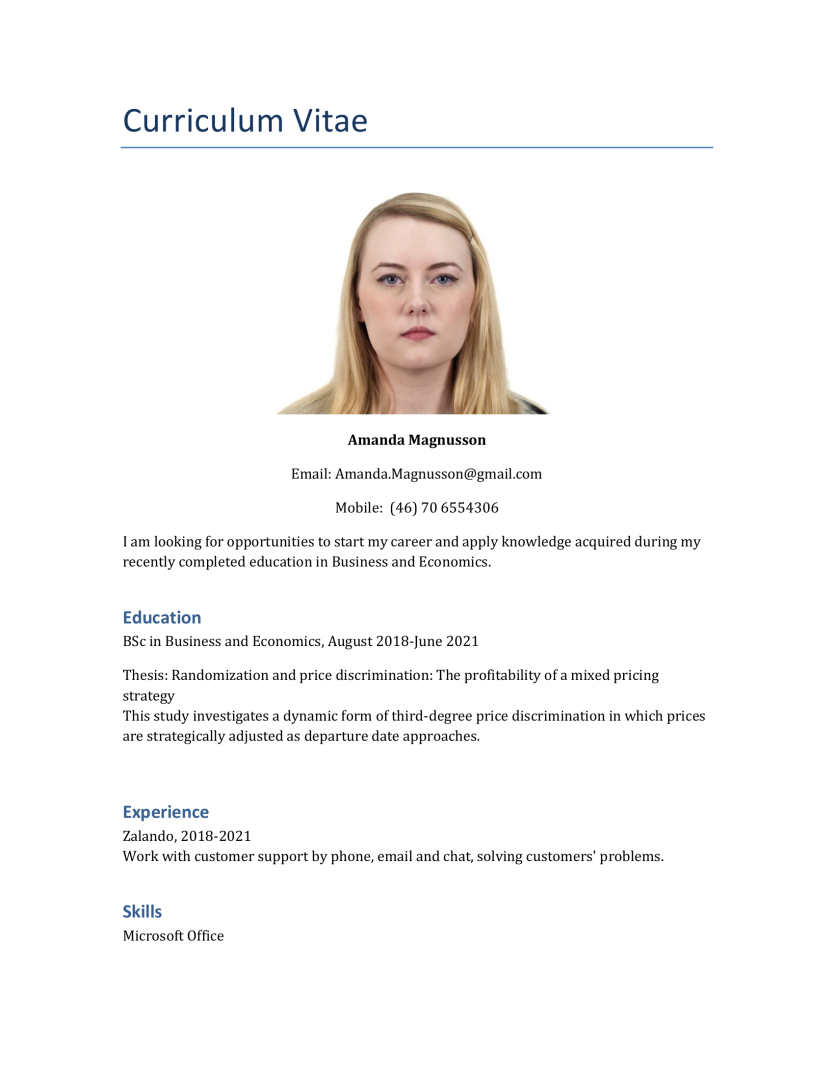 Curriculum Vitae
Amanda Magnusson
Email: Amanda.Magnusson@gmail.com
Mobile:  (46) 70 6554306
I am looking for opportunities to start my career and apply knowledge acquired during my
recently completed education in Business and Economics.
Education
BSc in Business and Economics, August 2018-June 2021
Thesis: Randomization and price discrimination: The profitability of a mixed pricing
strategy
This study investigates a dynamic form of third-degree price discrimination in which prices
are strategically adjusted as departure date approaches.
Experience
Zalando, 2018-2021
Work with customer support by phone, email and chat, solving customers' problems.
Skills
Microsoft Office